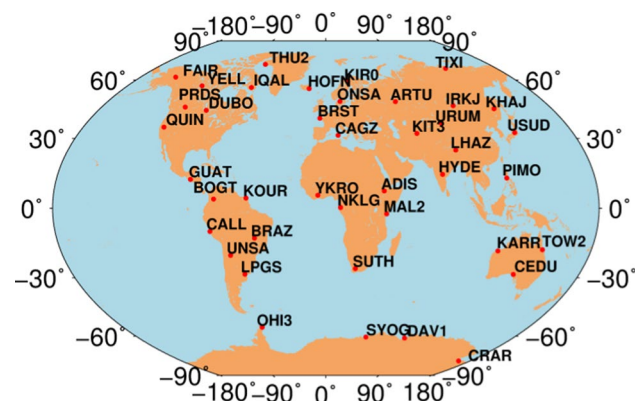 −180° −90° 0° 90° 180°
90° 90°
THU2 TIXI
FAIR YELL IQAL HOFN KIR0
60° 60°
PRDS DUBO ONSA ARTU IRKJ KHAJ
QUIN BRST URUM
CAGZ KIT3 USUD
30° 30°
LHAZ
GUAT HYDE PIMO
BOGT KOUR YKRO ADIS
NKLG MAL2
0° 0°
CALL BRAZ
UNSA KARR TOW2
LPGS SUTH CEDU
−30° −30°
OHI3 SYOG DAV1
−60° −60°
CRAR
−90° −90°
−180° −90° 0° 90° 180°